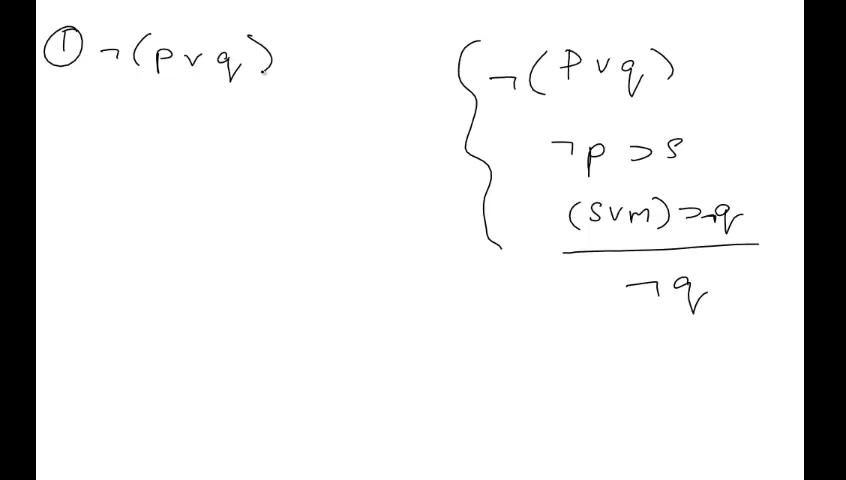 ① ¬(p ∨ q)
¬(p ∨ q)
¬p ⊃ s
(s ∨ m) ⊃ ¬q
¬q